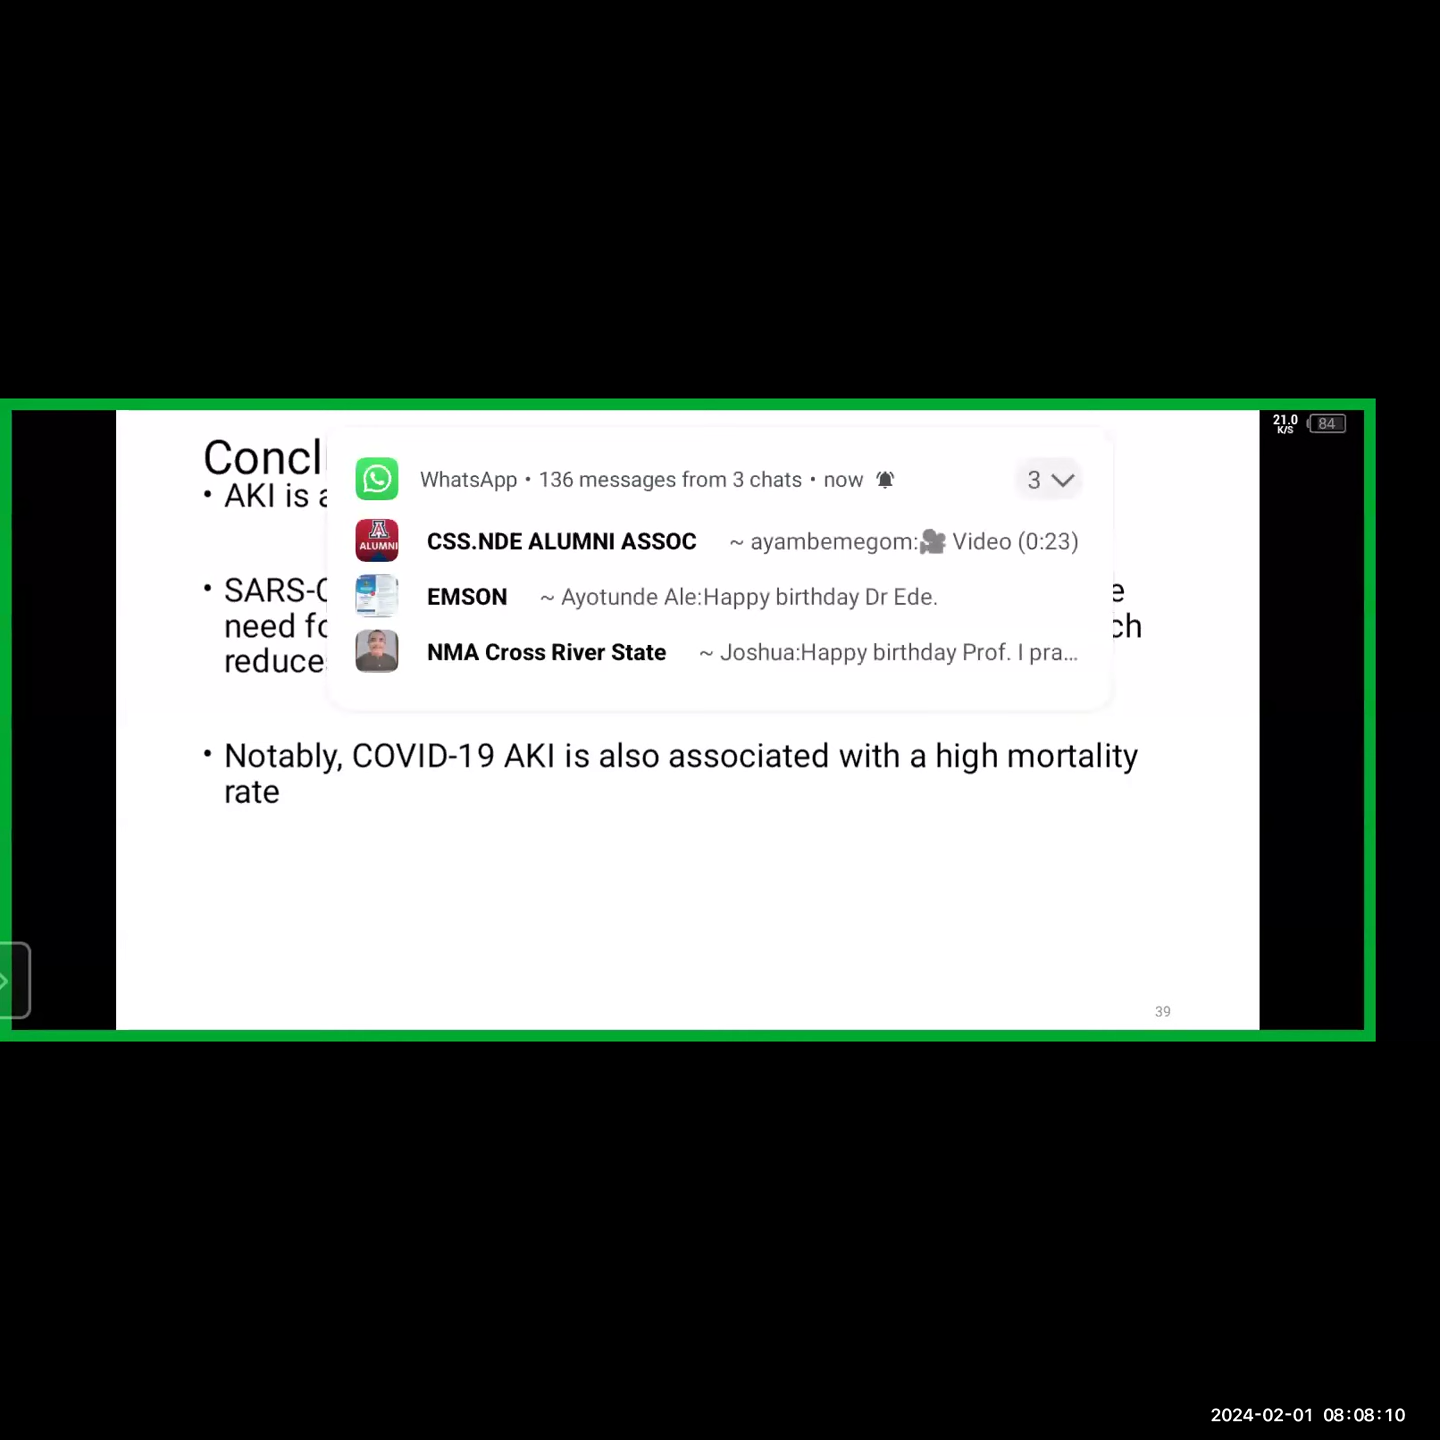 21.0
K/S
84
Concl
• AKI is a
WhatsApp • 136 messages from 3 chats • now
3
ALUMNI
CSS.NDE ALUMNI ASSOC ~ ayambemegom:🎥 Video (0:23)
EMSON ~ Ayotunde Ale:Happy birthday Dr Ede.
NMA Cross River State ~ Joshua:Happy birthday Prof. I pra...
• SARS-C e
need fo ch
reduce
• Notably, COVID-19 AKI is also associated with a high mortality
rate
39
2024-02-01 08:08:10